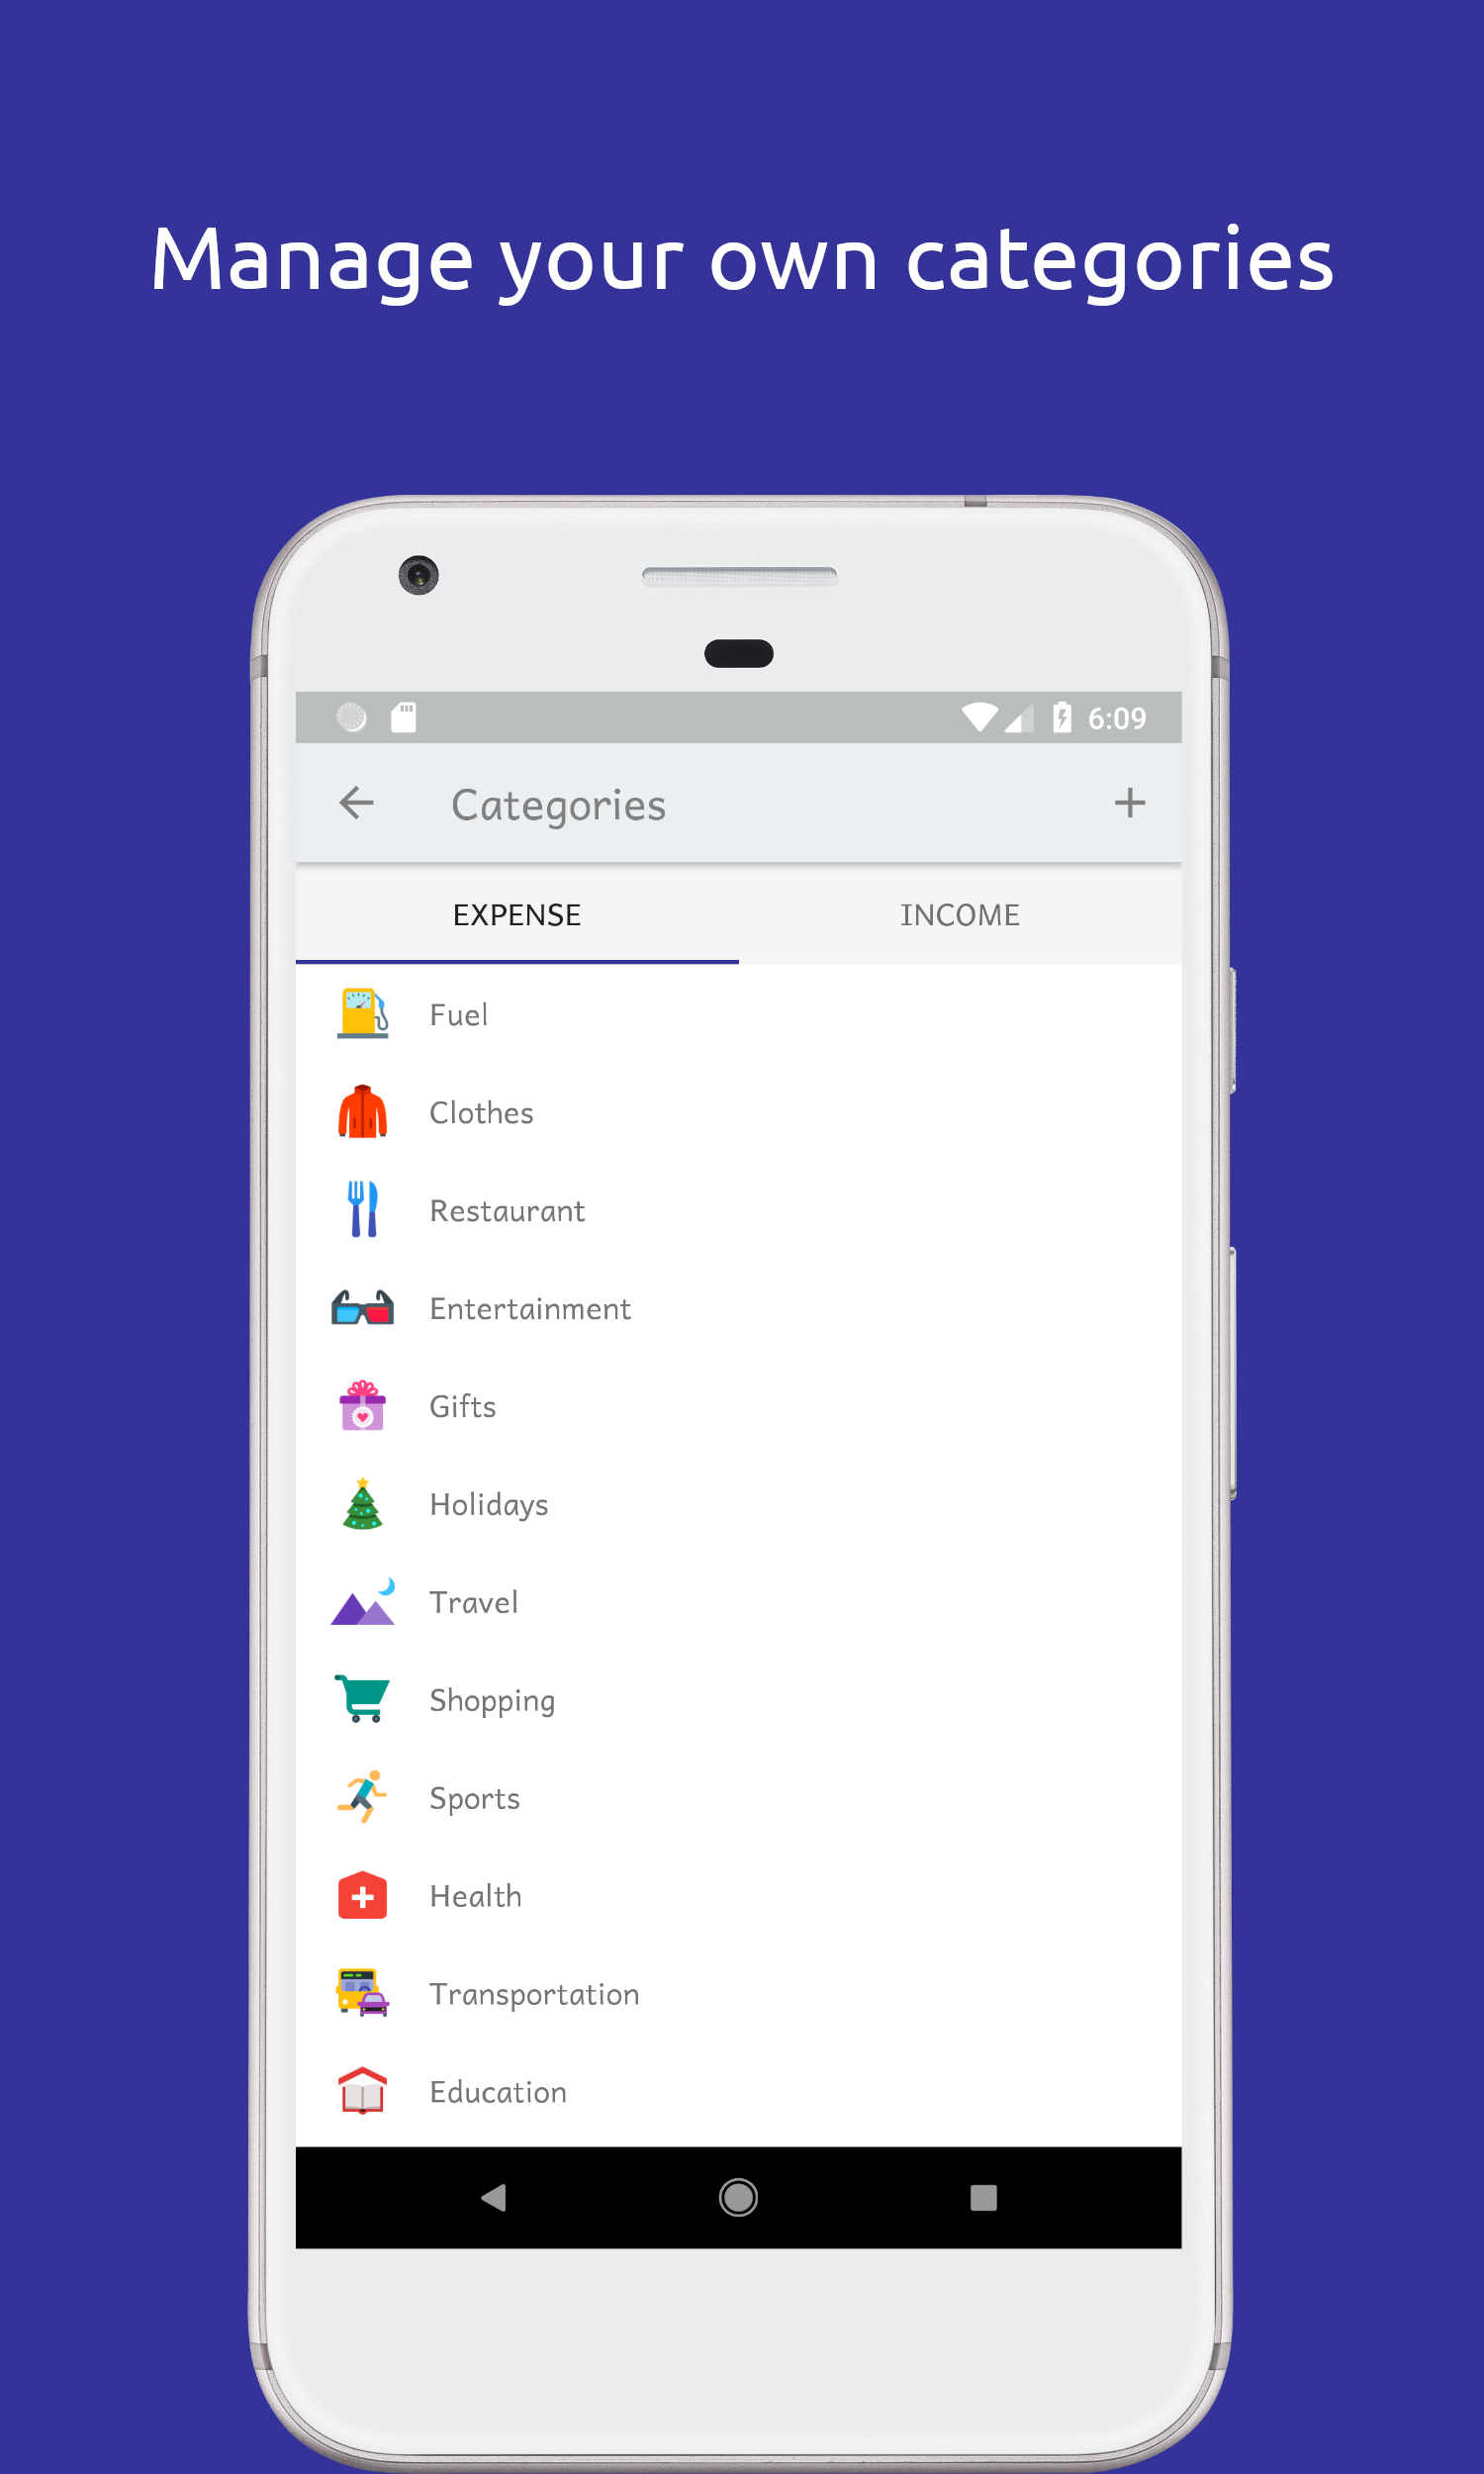 Manage your own categories
6:09
Categories
EXPENSE
INCOME
Fuel
Clothes
Restaurant
Entertainment
Gifts
Holidays
Travel
Shopping
Sports
Health
Transportation
Education